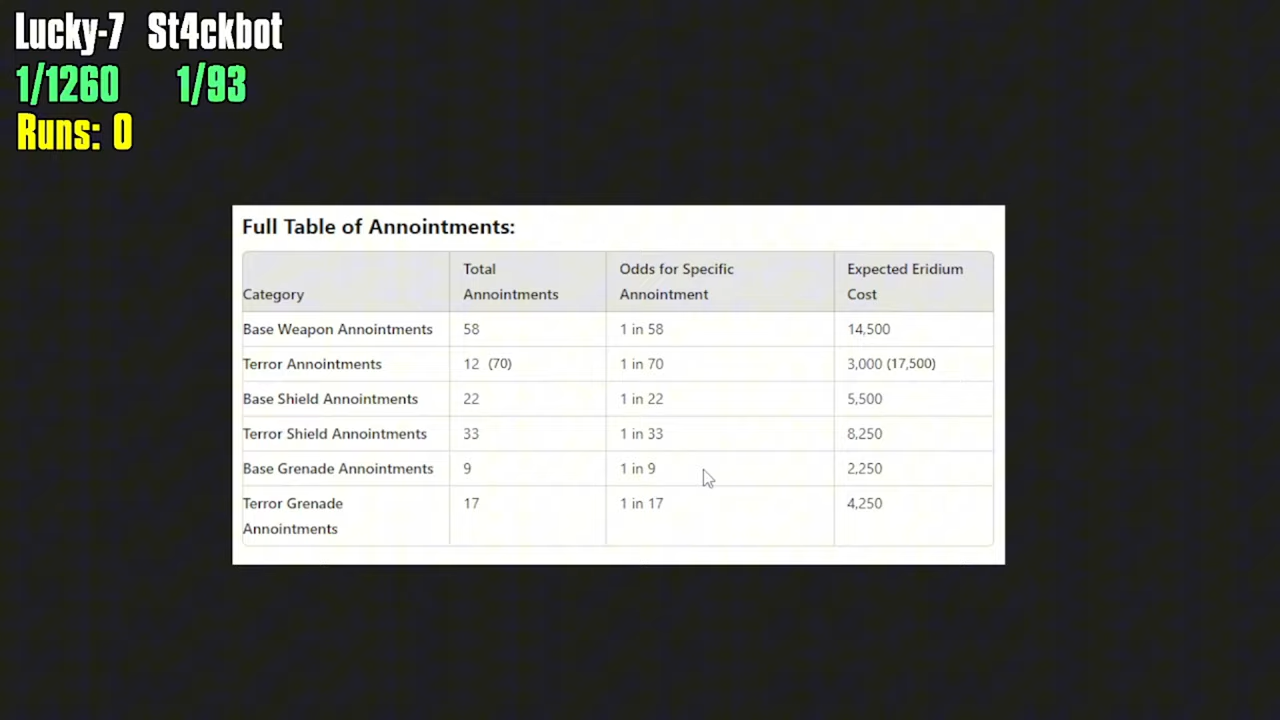 Lucky-7 St4ckbot
1/1260 1/93
Runs: 0
Full Table of Annointments:
Category Total Annointments Odds for Specific Annointment Expected Eridium Cost
Base Weapon Annointments 58 1 in 58 14,500
Terror Annointments 12 (70) 1 in 70 3,000 (17,500)
Base Shield Annointments 22 1 in 22 5,500
Terror Shield Annointments 33 1 in 33 8,250
Base Grenade Annointments 9 1 in 9 2,250
Terror Grenade Annointments 17 1 in 17 4,250